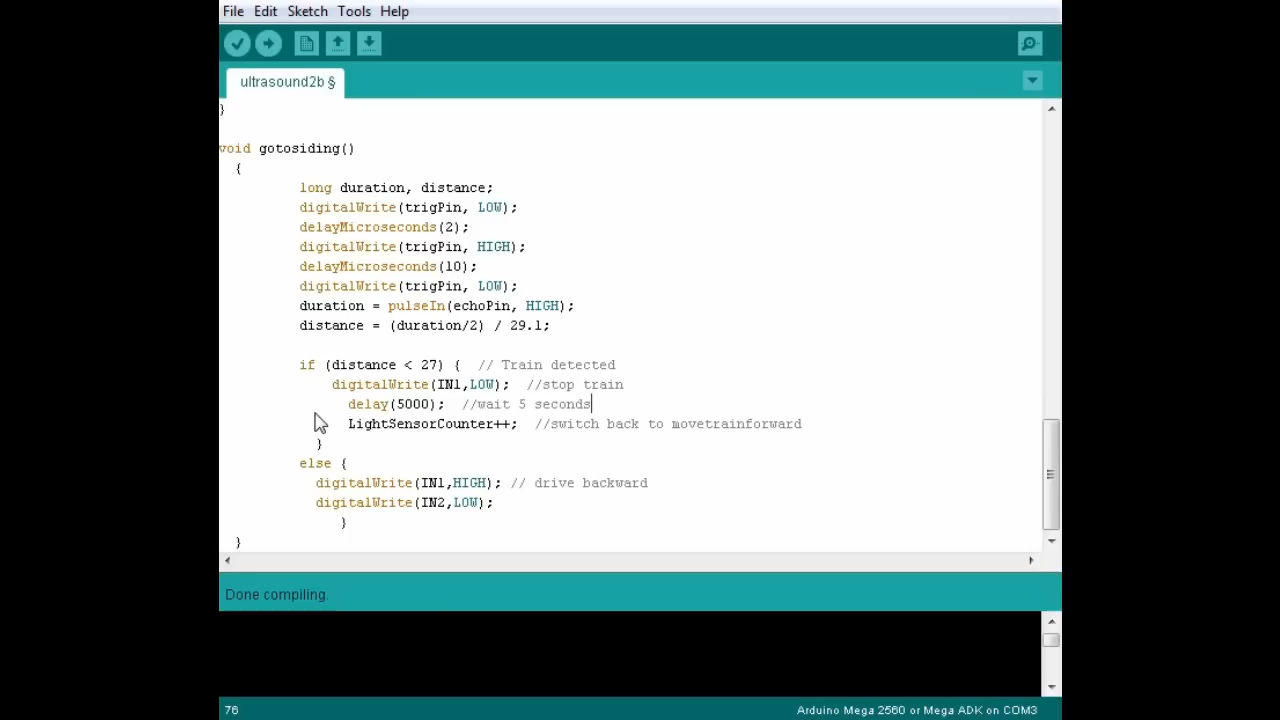 File Edit Sketch Tools Help
ultrasound2b §
}
void gotosiding()
{
long duration, distance;
digitalWrite(trigPin, LOW);
delayMicroseconds(2);
digitalWrite(trigPin, HIGH);
delayMicroseconds(10);
digitalWrite(trigPin, LOW);
duration = pulseIn(echoPin, HIGH);
distance = (duration/2) / 29.1;
if (distance < 27) {  // Train detected
digitalWrite(IN1,LOW);  //stop train
delay(5000);  //wait 5 seconds
LightSensorCounter++;  //switch back to movetrainforward
}
else {
digitalWrite(IN1,HIGH); // drive backward
digitalWrite(IN2,LOW);
}
}
Done compiling.
76 Arduino Mega 2560 or Mega ADK on COM3